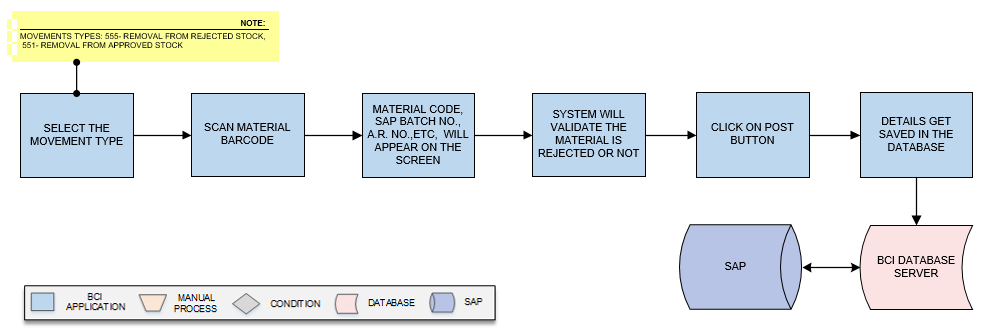 NOTE:
MOVEMENTS TYPES: 555- REMOVAL FROM REJECTED STOCK,
551- REMOVAL FROM APPROVED STOCK
SELECT THE
MOVEMENT TYPE
SCAN MATERIAL
BARCODE
MATERIAL CODE,
SAP BATCH NO.,
A.R. NO.,ETC, WILL
APPEAR ON THE
SCREEN
SYSTEM WILL
VALIDATE THE
MATERIAL IS
REJECTED OR NOT
CLICK ON POST
BUTTON
DETAILS GET
SAVED IN THE
DATABASE
SAP
BCI DATABASE
SERVER
BCI
APPLICATION
MANUAL
PROCESS
CONDITION
DATABASE
SAP